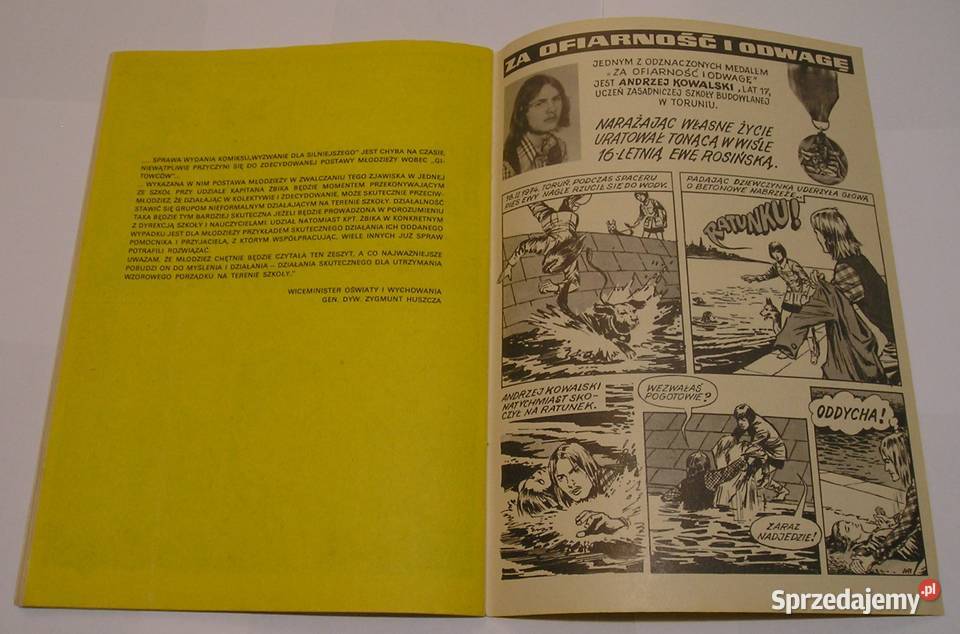 „... SPRAWA WYDANIA KOMIKSU „WYZWANIE DLA SILNIEJSZEGO” JEST CHYBA NA CZASIE,
NIEWĄTPLIWIE PRZYCZYNI SIĘ DO ZDECYDOWANEJ POSTAWY MŁODZIEŻY WOBEC „GI-
TOWCÓW”...
... WYKAZANA W NIM POSTAWA MŁODZIEŻY W ZWALCZANIU TEGO ZJAWISKA W JEDNEJ
ZE SZKÓŁ PRZY UDZIALE KAPITANA ŻBIKA BĘDZIE MOMENTEM PRZEKONYWAJĄCYM
MŁODZIEŻ, ŻE DZIAŁAJĄC W KOLEKTYWIE I ZDECYDOWANIE, MOŻE SKUTECZNIE PRZECIW-
STAWIĆ SIĘ GRUPOM NIEFORMALNYM DZIAŁAJĄCYM NA TERENIE SZKOŁY. DZIAŁALNOŚĆ
TAKA BĘDZIE TYM BARDZIEJ SKUTECZNA JEŻELI BĘDZIE PROWADZONA W POROZUMIENIU
Z DYREKCJĄ SZKOŁY I NAUCZYCIELAMI. UDZIAŁ NATOMIAST KPT. ŻBIKA W KONKRETNYM
WYPADKU JEST DLA MŁODZIEŻY PRZYKŁADEM SKUTECZNEGO DZIAŁANIA ICH ODDANEGO
POMOCNIKA I PRZYJACIELA, Z KTÓRYM WSPÓŁPRACUJĄC, WIELE INNYCH JUŻ SPRAW
POTRAFILI ROZWIĄZAĆ.
UWAŻAM, ŻE MŁODZIEŻ CHĘTNIE BĘDZIE CZYTAŁA TEN ZESZYT, A CO NAJWAŻNIEJSZE
POBUDZI ON DO MYŚLENIA I DZIAŁANIA – DZIAŁANIA SKUTECZNEGO DLA UTRZYMANIA
WZOROWEGO PORZĄDKU NA TERENIE SZKOŁY.”
WICEMINISTER OŚWIATY I WYCHOWANIA
GEN. DYW. ZYGMUNT HUSZCZA
ZA OFIARNOŚĆ I ODWAGĘ
JEDNYM Z ODZNACZONYCH MEDALEM
„ZA OFIARNOŚĆ I ODWAGĘ”
JEST ANDRZEJ KOWALSKI, LAT 17,
UCZEŃ ZASADNICZEJ SZKOŁY BUDOWLANEJ
W TORUNIU.
NARAŻAJĄC WŁASNE ŻYCIE
URATOWAŁ TONĄCĄ W WIŚLE
16-LETNIĄ EWĘ ROSIŃSKĄ.
18.II.1974. TORUŃ. PODCZAS SPACERU
PIES EWY NAGLE RZUCIŁ SIĘ DO WODY.
PADAJĄC DZIEWCZYNKA UDERZYŁA GŁOWĄ
O BETONOWE NABRZEŻE.
RATUNKU!
ANDRZEJ KOWALSKI
NATYCHMIAST SKO-
CZYŁ NA RATUNEK.
WEZWAŁAŚ
POGOTOWIE?
ZARAZ
NADJEDZIE!
ODDYCHA!
Sprzedajemy.pl